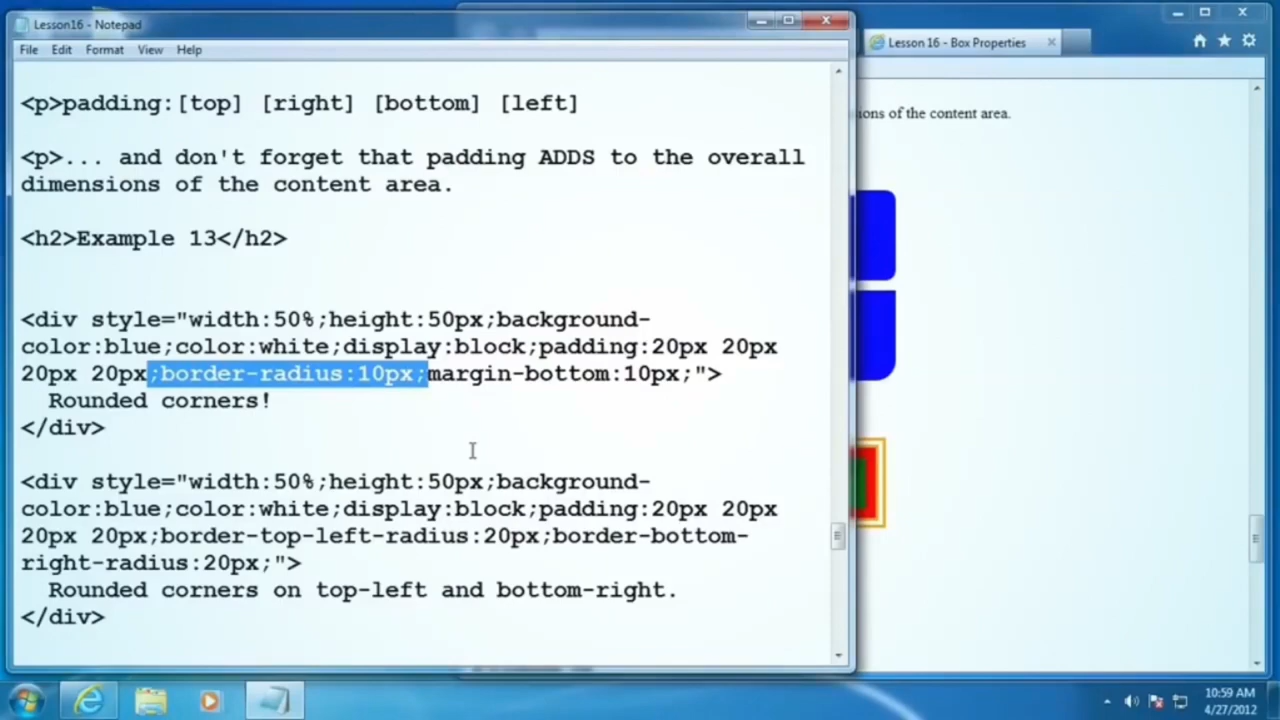 Lesson16 - Notepad
Lesson 16 - Box Properties
File Edit Format View Help
<p>padding:[top] [right] [bottom] [left]
of the content area.
<p>... and don't forget that padding ADDS to the overall
dimensions of the content area.
<h2>Example 13</h2>
<div style="width:50%;height:50px;background-
color:blue;color:white;display:block;padding:20px 20px
20px 20px;border-radius:10px;margin-bottom:10px;">
Rounded corners!
</div>
<div style="width:50%;height:50px;background-
color:blue;color:white;display:block;padding:20px 20px
20px 20px;border-top-left-radius:20px;border-bottom-
right-radius:20px;">
Rounded corners on top-left and bottom-right.
</div>
10:59 AM
4/27/2012